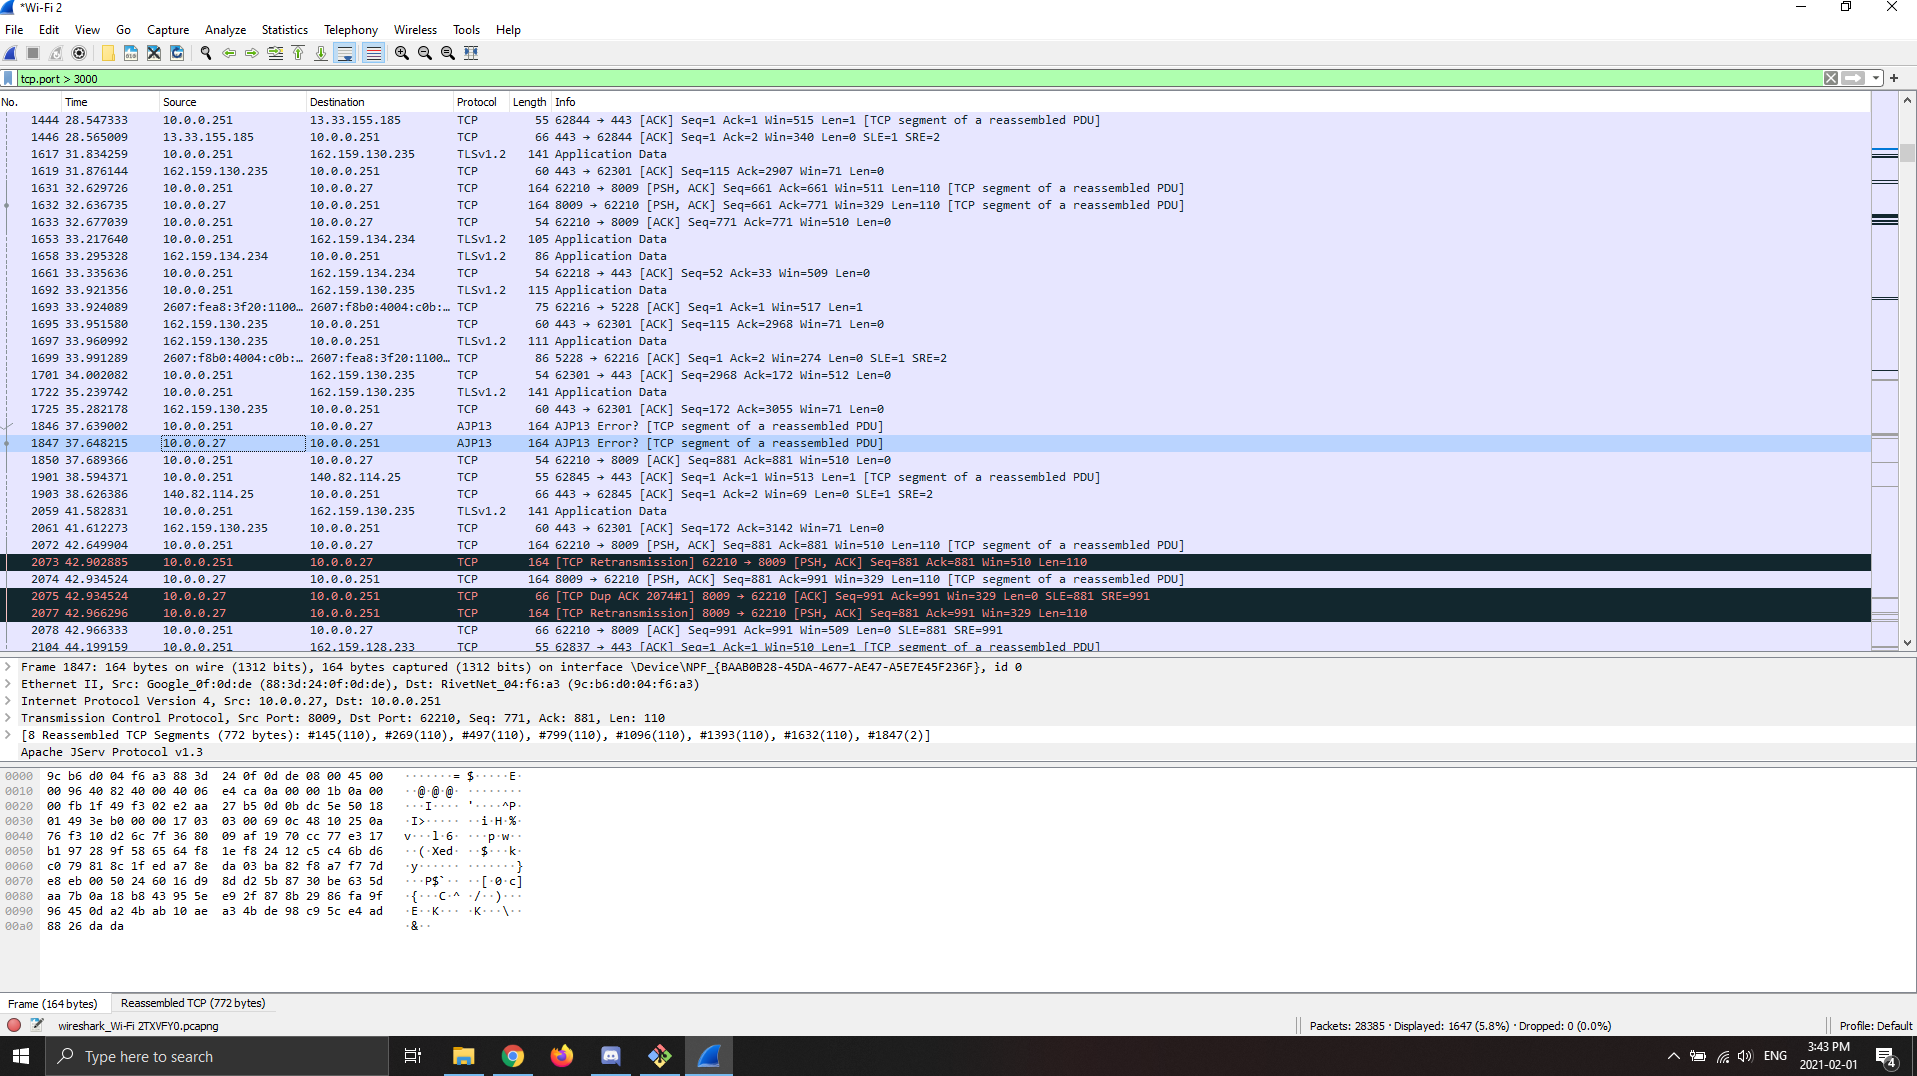 *Wi-Fi 2
File Edit View Go Capture Analyze Statistics Telephony Wireless Tools Help
tcp.port > 3000
No. Time Source Destination Protocol Length Info
1444 28.547333 10.0.0.251 13.33.155.185 TCP 55 62844 → 443 [ACK] Seq=1 Ack=1 Win=515 Len=1 [TCP segment of a reassembled PDU]
1446 28.565009 13.33.155.185 10.0.0.251 TCP 66 443 → 62844 [ACK] Seq=1 Ack=2 Win=340 Len=0 SLE=1 SRE=2
1617 31.834259 10.0.0.251 162.159.130.235 TLSv1.2 141 Application Data
1619 31.876144 162.159.130.235 10.0.0.251 TCP 60 443 → 62301 [ACK] Seq=115 Ack=2907 Win=71 Len=0
1631 32.629726 10.0.0.251 10.0.0.27 TCP 164 62210 → 8009 [PSH, ACK] Seq=661 Ack=661 Win=511 Len=110 [TCP segment of a reassembled PDU]
1632 32.636735 10.0.0.27 10.0.0.251 TCP 164 8009 → 62210 [PSH, ACK] Seq=661 Ack=771 Win=329 Len=110 [TCP segment of a reassembled PDU]
1633 32.677039 10.0.0.251 10.0.0.27 TCP 54 62210 → 8009 [ACK] Seq=771 Ack=771 Win=510 Len=0
1653 33.217640 10.0.0.251 162.159.134.234 TLSv1.2 105 Application Data
1658 33.295328 162.159.134.234 10.0.0.251 TLSv1.2 86 Application Data
1661 33.335636 10.0.0.251 162.159.134.234 TCP 54 62218 → 443 [ACK] Seq=52 Ack=33 Win=509 Len=0
1692 33.921356 10.0.0.251 162.159.130.235 TLSv1.2 115 Application Data
1693 33.924089 2607:fea8:3f20:1100… 2607:f8b0:4004:c0b:… TCP 75 62216 → 5228 [ACK] Seq=1 Ack=1 Win=517 Len=1
1695 33.951580 162.159.130.235 10.0.0.251 TCP 60 443 → 62301 [ACK] Seq=115 Ack=2968 Win=71 Len=0
1697 33.960992 162.159.130.235 10.0.0.251 TLSv1.2 111 Application Data
1699 33.991289 2607:f8b0:4004:c0b:… 2607:fea8:3f20:1100… TCP 86 5228 → 62216 [ACK] Seq=1 Ack=2 Win=274 Len=0 SLE=1 SRE=2
1701 34.002082 10.0.0.251 162.159.130.235 TCP 54 62301 → 443 [ACK] Seq=2968 Ack=172 Win=512 Len=0
1722 35.239742 10.0.0.251 162.159.130.235 TLSv1.2 141 Application Data
1725 35.282178 162.159.130.235 10.0.0.251 TCP 60 443 → 62301 [ACK] Seq=172 Ack=3055 Win=71 Len=0
1846 37.639002 10.0.0.251 10.0.0.27 AJP13 164 AJP13 Error? [TCP segment of a reassembled PDU]
1847 37.648215 10.0.0.27 10.0.0.251 AJP13 164 AJP13 Error? [TCP segment of a reassembled PDU]
1850 37.689366 10.0.0.251 10.0.0.27 TCP 54 62210 → 8009 [ACK] Seq=881 Ack=881 Win=510 Len=0
1901 38.594371 10.0.0.251 140.82.114.25 TCP 55 62845 → 443 [ACK] Seq=1 Ack=1 Win=513 Len=1 [TCP segment of a reassembled PDU]
1903 38.626386 140.82.114.25 10.0.0.251 TCP 66 443 → 62845 [ACK] Seq=1 Ack=2 Win=69 Len=0 SLE=1 SRE=2
2059 41.582831 10.0.0.251 162.159.130.235 TLSv1.2 141 Application Data
2061 41.612273 162.159.130.235 10.0.0.251 TCP 60 443 → 62301 [ACK] Seq=172 Ack=3142 Win=71 Len=0
2072 42.649904 10.0.0.251 10.0.0.27 TCP 164 62210 → 8009 [PSH, ACK] Seq=881 Ack=881 Win=510 Len=110 [TCP segment of a reassembled PDU]
2073 42.902885 10.0.0.251 10.0.0.27 TCP 164 [TCP Retransmission] 62210 → 8009 [PSH, ACK] Seq=881 Ack=881 Win=510 Len=110
2074 42.934524 10.0.0.27 10.0.0.251 TCP 164 8009 → 62210 [PSH, ACK] Seq=881 Ack=991 Win=329 Len=110 [TCP segment of a reassembled PDU]
2075 42.934524 10.0.0.27 10.0.0.251 TCP 66 [TCP Dup ACK 2074#1] 8009 → 62210 [ACK] Seq=991 Ack=991 Win=329 Len=0 SLE=881 SRE=991
2077 42.966296 10.0.0.27 10.0.0.251 TCP 164 [TCP Retransmission] 8009 → 62210 [PSH, ACK] Seq=881 Ack=991 Win=329 Len=110
2078 42.966333 10.0.0.251 10.0.0.27 TCP 66 62210 → 8009 [ACK] Seq=991 Ack=991 Win=509 Len=0 SLE=881 SRE=991
2104 44.199159 10.0.0.251 162.159.128.233 TCP 55 62837 → 443 [ACK] Seq=1 Ack=1 Win=510 Len=1 [TCP segment of a reassembled PDU]
Frame 1847: 164 bytes on wire (1312 bits), 164 bytes captured (1312 bits) on interface \Device\NPF_{BAAB0B28-45DA-4677-AE47-A5E7E45F236F}, id 0
Ethernet II, Src: Google_0f:0d:de (88:3d:24:0f:0d:de), Dst: RivetNet_04:f6:a3 (9c:b6:d0:04:f6:a3)
Internet Protocol Version 4, Src: 10.0.0.27, Dst: 10.0.0.251
Transmission Control Protocol, Src Port: 8009, Dst Port: 62210, Seq: 771, Ack: 881, Len: 110
[8 Reassembled TCP Segments (772 bytes): #145(110), #269(110), #497(110), #799(110), #1096(110), #1393(110), #1632(110), #1847(2)]
Apache JServ Protocol v1.3
0000 9c b6 d0 04 f6 a3 88 3d 24 0f 0d de 08 00 45 00 ·······= $·····E·
0010 00 96 40 82 40 00 40 06 e4 ca 0a 00 00 1b 0a 00 ··@·@·@· ········
0020 00 fb 1f 49 f3 02 e2 aa 27 b5 0d 0b dc 5e 50 18 ···I···· '····^P·
0030 01 49 3e b0 00 00 17 03 03 00 69 0c 48 10 25 0a ·I>····· ··i·H·%·
0040 76 f3 10 d2 6c 7f 36 80 09 af 19 70 cc 77 e3 17 v···l·6· ···p·w··
0050 b1 97 28 9f 58 65 64 f8 1e f8 24 12 c5 c4 6b d6 ··(·Xed· ··$···k·
0060 c0 79 81 8c 1f ed a7 8e da 03 ba 82 f8 a7 f7 7d ·y······ ·······}
0070 e8 eb 00 50 24 60 16 d9 8d d2 5b 87 30 be 63 5d ···P$`·· ··[·0·c]
0080 aa 7b 0a 18 b8 43 95 5e e9 2f 87 8b 29 86 fa 9f ·{···C·^ ·/··)···
0090 96 45 0d a2 4b ab 10 ae a3 4b de 98 c9 5c e4 ad ·E··K··· ·K···\··
00a0 88 26 da da ·&··
Frame (164 bytes) Reassembled TCP (772 bytes)
wireshark_Wi-Fi 2TXVFY0.pcapng Packets: 28385 · Displayed: 1647 (5.8%) · Dropped: 0 (0.0%) Profile: Default
Type here to search ENG 3:43 PM
2021-02-01 4